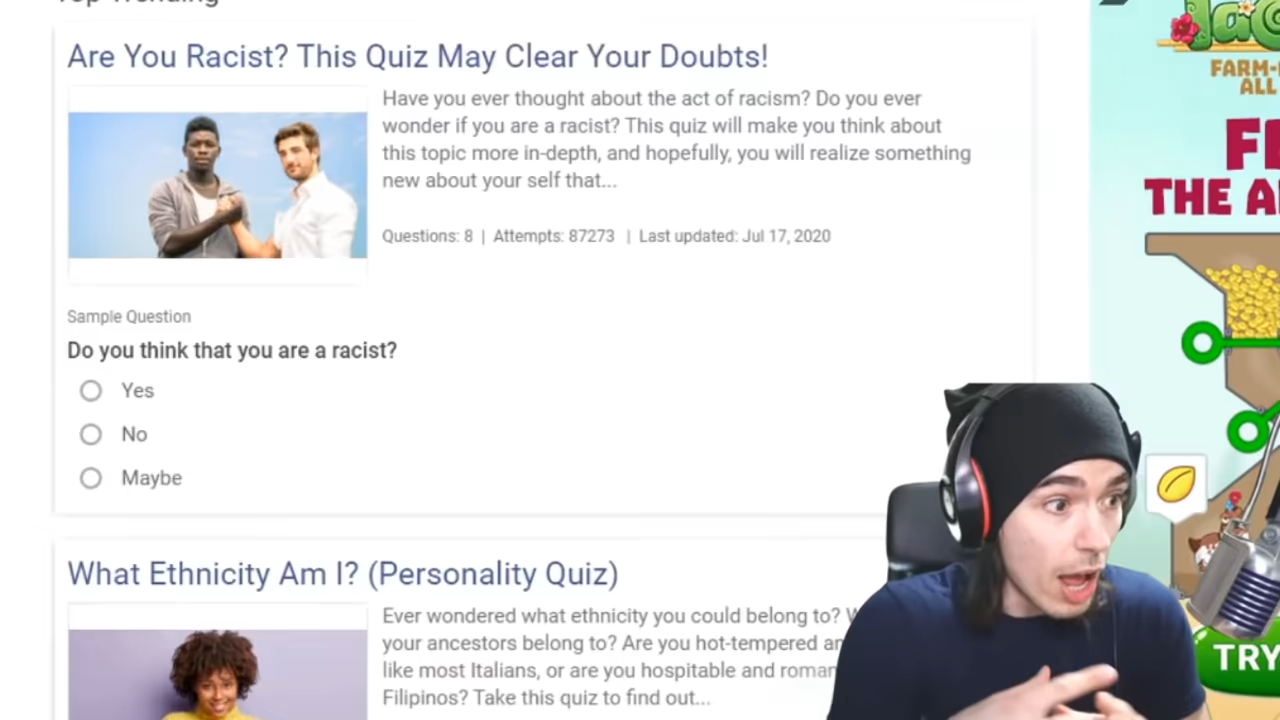 Top Trending
Are You Racist? This Quiz May Clear Your Doubts!
Have you ever thought about the act of racism? Do you ever
wonder if you are a racist? This quiz will make you think about
this topic more in-depth, and hopefully, you will realize something
new about your self that...
Questions: 8 | Attempts: 87273 | Last updated: Jul 17, 2020
Sample Question
Do you think that you are a racist?
Yes
No
Maybe
What Ethnicity Am I? (Personality Quiz)
Ever wondered what ethnicity you could belong to?
your ancestors belong to? Are you hot-tempered
like most Italians, or are you hospitable and
Filipinos? Take this quiz to find out...
ALL
THE
TRY